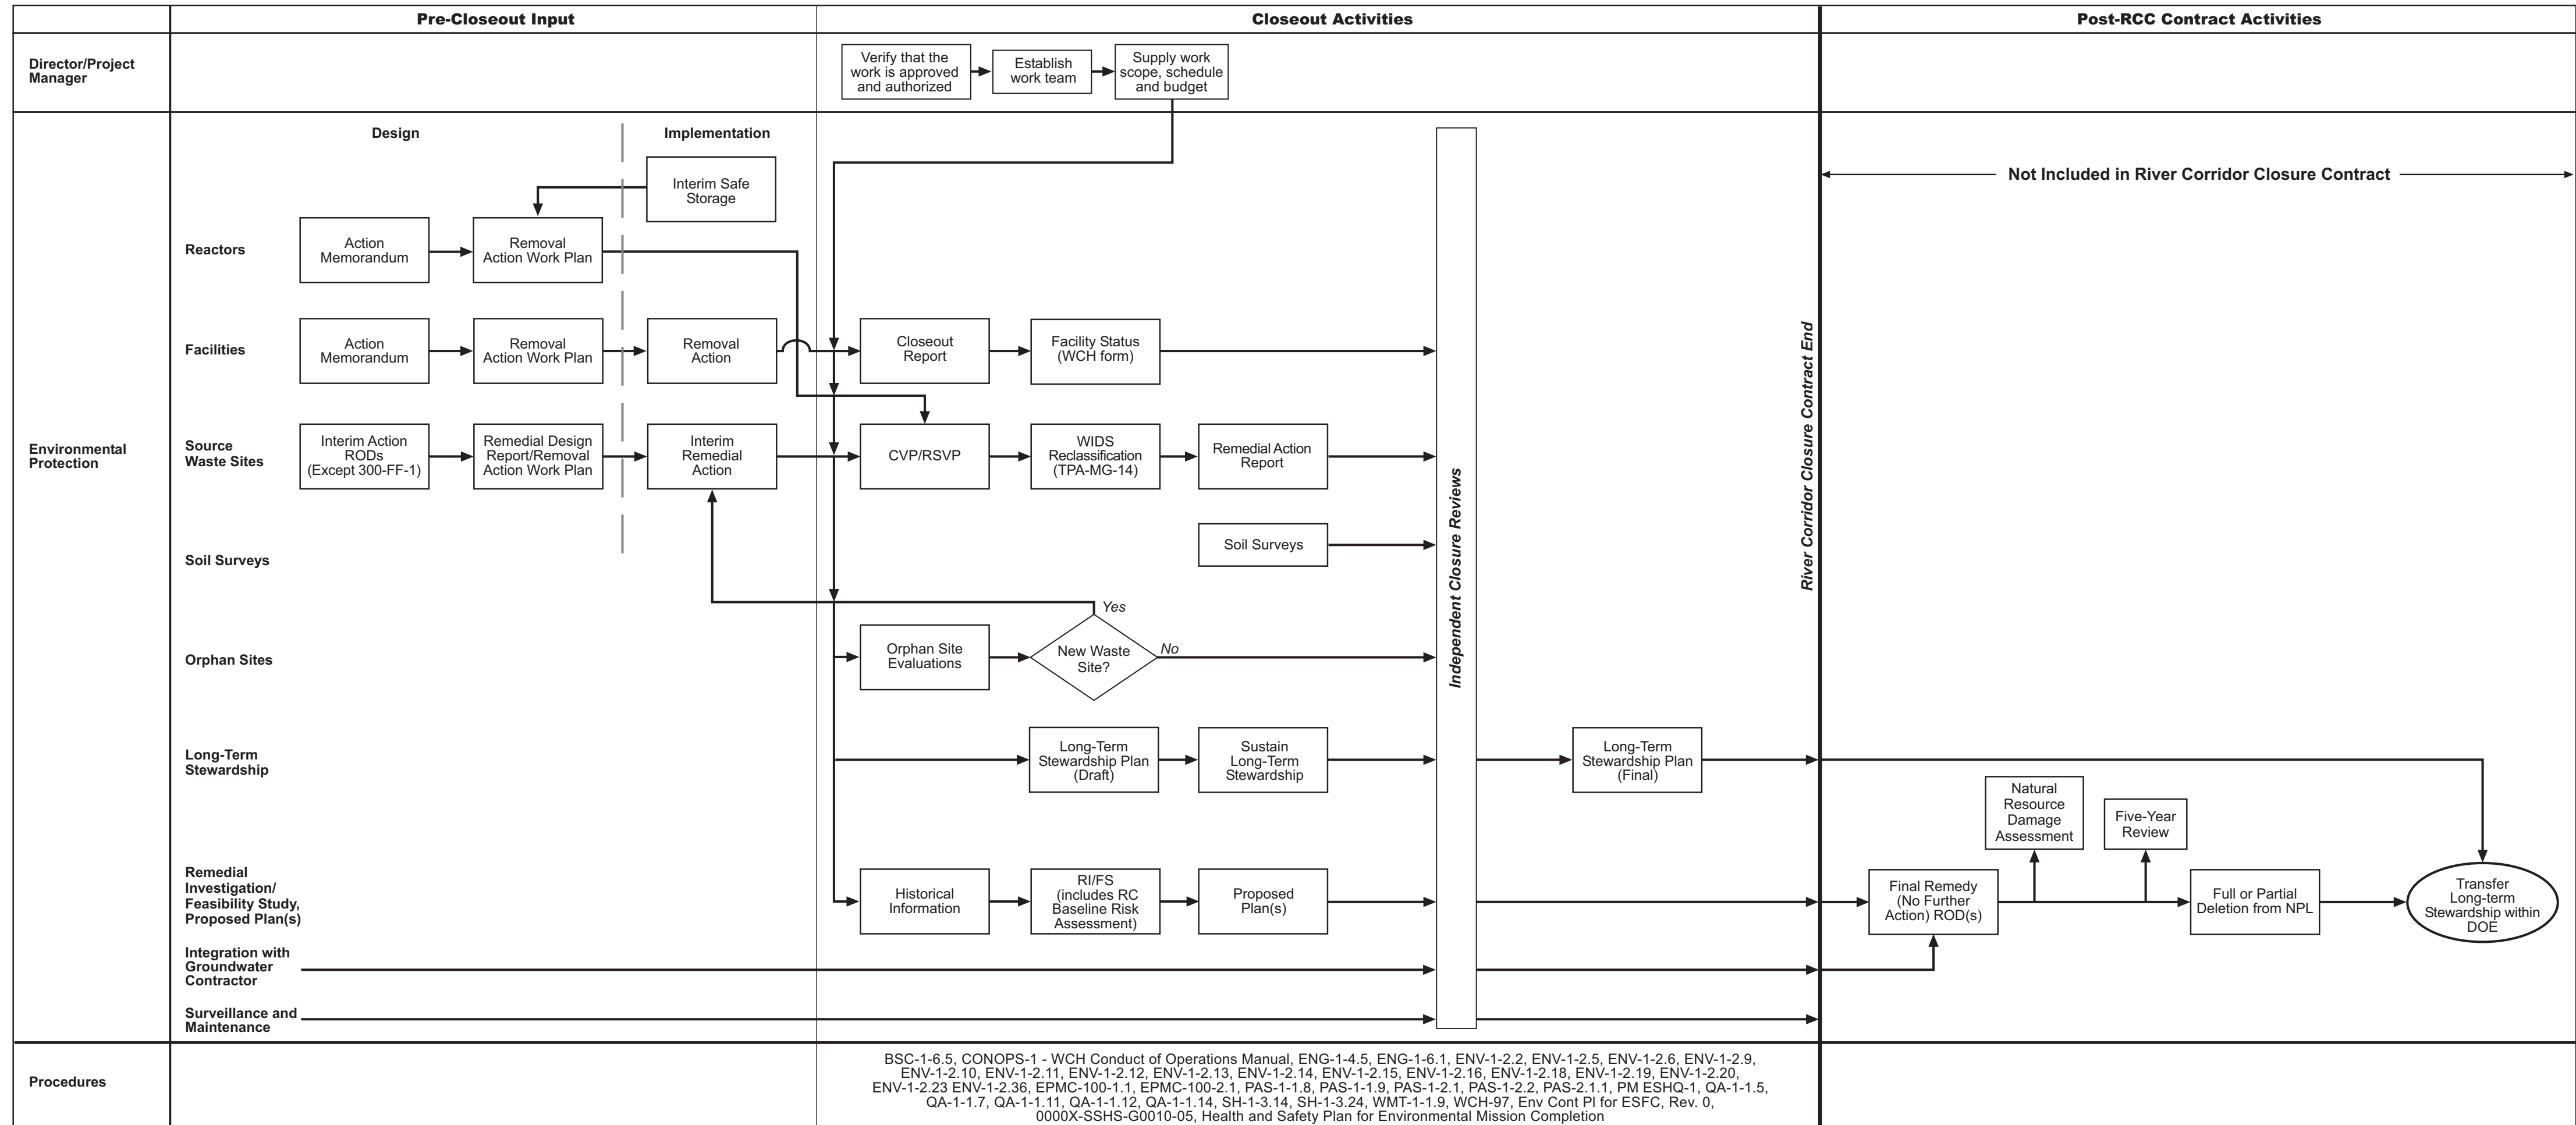 Pre-Closeout Input
Closeout Activities
Post-RCC Contract Activities
Director/Project
Manager
Verify that the
work is approved
and authorized
Establish
work team
Supply work
scope, schedule
and budget
Environmental
Protection
Design
Implementation
Interim Safe
Storage
Not Included in River Corridor Closure Contract
Reactors
Action
Memorandum
Removal
Action Work Plan
Facilities
Action
Memorandum
Removal
Action Work Plan
Removal
Action
Closeout
Report
Facility Status
(WCH form)
Source
Waste Sites
Interim Action
RODs
(Except 300-FF-1)
Remedial Design
Report/Removal
Action Work Plan
Interim
Remedial
Action
CVP/RSVP
WIDS
Reclassification
(TPA-MG-14)
Remedial Action
Report
Soil Surveys
Soil Surveys
Independent Closure Reviews
River Corridor Closure Contract End
Orphan Sites
Orphan Site
Evaluations
New Waste
Site?
Yes
No
Long-Term
Stewardship
Long-Term
Stewardship Plan
(Draft)
Sustain
Long-Term
Stewardship
Long-Term
Stewardship Plan
(Final)
Natural
Resource
Damage
Assessment
Five-Year
Review
Remedial
Investigation/
Feasibility Study,
Proposed Plan(s)
Historical
Information
RI/FS
(includes RC
Baseline Risk
Assessment)
Proposed
Plan(s)
Final Remedy
(No Further
Action) ROD(s)
Full or Partial
Deletion from NPL
Transfer
Long-term
Stewardship within
DOE
Integration with
Groundwater
Contractor
Surveillance and
Maintenance
Procedures
BSC-1-6.5, CONOPS-1 - WCH Conduct of Operations Manual, ENG-1-4.5, ENG-1-6.1, ENV-1-2.2, ENV-1-2.5, ENV-1-2.6, ENV-1-2.9,
ENV-1-2.10, ENV-1-2.11, ENV-1-2.12, ENV-1-2.13, ENV-1-2.14, ENV-1-2.15, ENV-1-2.16, ENV-1-2.18, ENV-1-2.19, ENV-1-2.20,
ENV-1-2.23 ENV-1-2.36, EPMC-100-1.1, EPMC-100-2.1, PAS-1-1.8, PAS-1-1.9, PAS-1-2.1, PAS-1-2.2, PAS-2.1.1, PM ESHQ-1, QA-1-1.5,
QA-1-1.7, QA-1-1.11, QA-1-1.12, QA-1-1.14, SH-1-3.14, SH-1-3.24, WMT-1-1.9, WCH-97, Env Cont Pl for ESFC, Rev. 0,
0000X-SSHS-G0010-05, Health and Safety Plan for Environmental Mission Completion